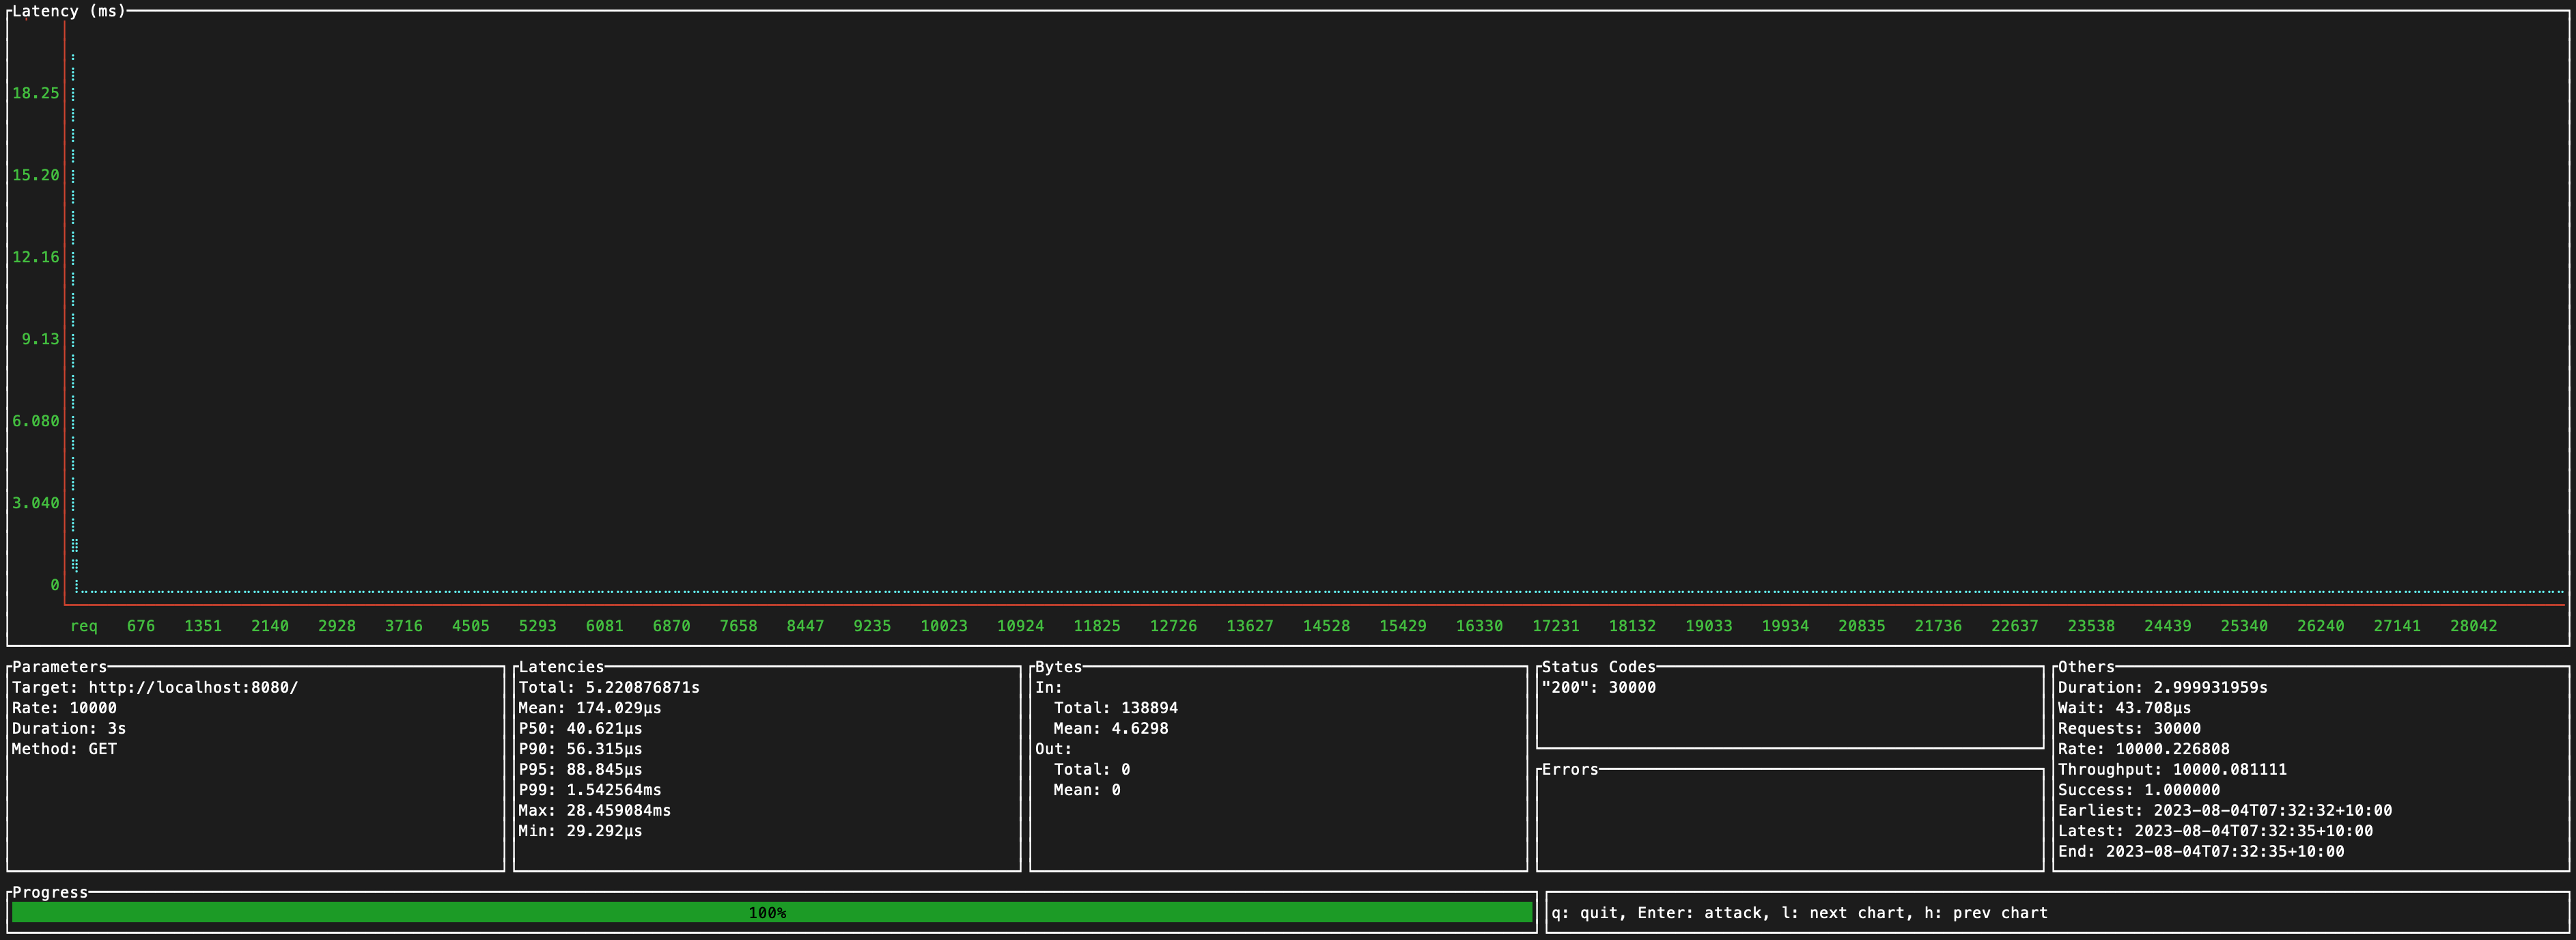 Latency (ms)
18.25
15.20
12.16
9.13
6.080
3.040
0
req 676 1351 2140 2928 3716 4505 5293 6081 6870 7658 8447 9235 10023 10924 11825 12726 13627 14528 15429 16330 17231 18132 19033 19934 20835 21736 22637 23538 24439 25340 26240 27141 28042
Parameters
Target: http://localhost:8080/
Rate: 10000
Duration: 3s
Method: GET
Latencies
Total: 5.220876871s
Mean: 174.029µs
P50: 40.621µs
P90: 56.315µs
P95: 88.845µs
P99: 1.542564ms
Max: 28.459084ms
Min: 29.292µs
Bytes
In:
Total: 138894
Mean: 4.6298
Out:
Total: 0
Mean: 0
Status Codes
"200": 30000
Errors
Others
Duration: 2.999931959s
Wait: 43.708µs
Requests: 30000
Rate: 10000.226808
Throughput: 10000.081111
Success: 1.000000
Earliest: 2023-08-04T07:32:32+10:00
Latest: 2023-08-04T07:32:35+10:00
End: 2023-08-04T07:32:35+10:00
Progress
100%
q: quit, Enter: attack, l: next chart, h: prev chart